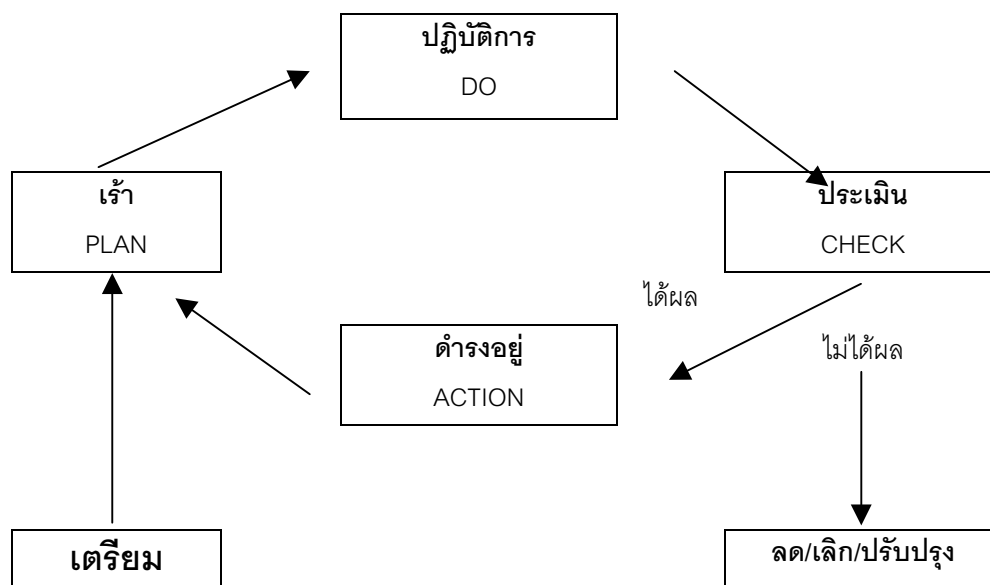 ปฏิบัติการ
DO
เร้า
PLAN
ประเมิน
CHECK
ได้ผล
ไม่ได้ผล
ดำรงอยู่
ACTION
เตรียม
ลด/เลิก/ปรับปรุง